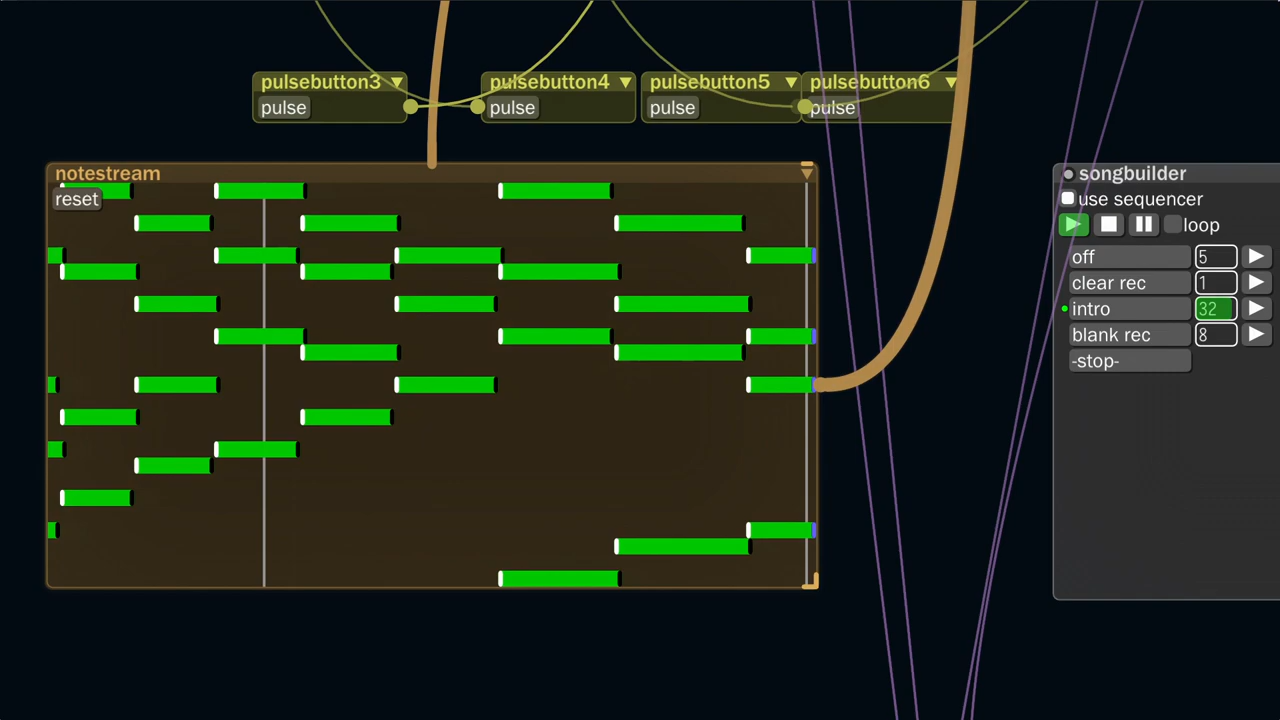 pulsebutton3
pulse
pulsebutton4
pulse
pulsebutton5
pulse
pulsebutton6
pulse
notestream
reset
songbuilder
use sequencer
loop
off 5
clear rec 1
intro 32
blank rec 8
-stop-